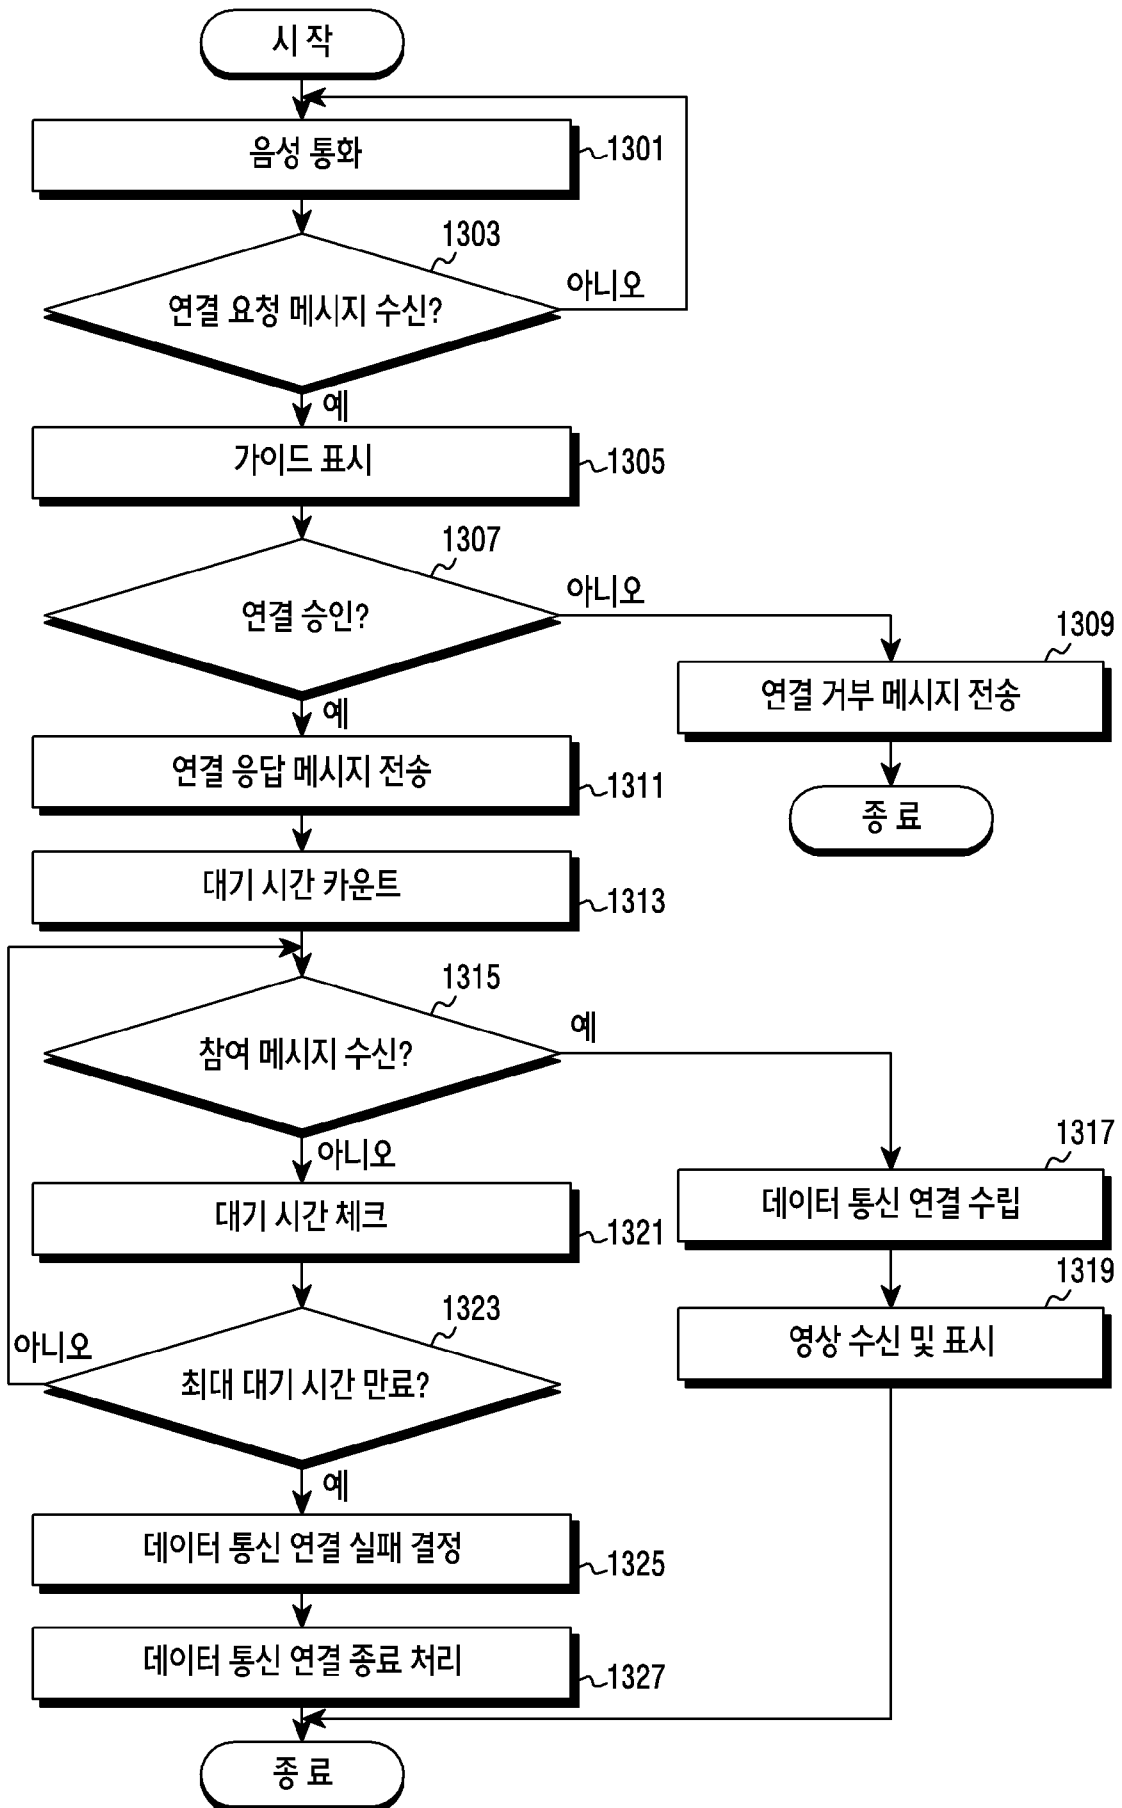 시 작
음성 통화
1301
1303
연결 요청 메시지 수신?
아니오
예
가이드 표시
1305
1307
연결 승인?
아니오
예
1309
연결 거부 메시지 전송
종 료
연결 응답 메시지 전송
1311
대기 시간 카운트
1313
1315
참여 메시지 수신?
예
아니오
1317
데이터 통신 연결 수립
대기 시간 체크
1321
1319
영상 수신 및 표시
1323
최대 대기 시간 만료?
아니오
예
데이터 통신 연결 실패 결정
1325
데이터 통신 연결 종료 처리
1327
종 료